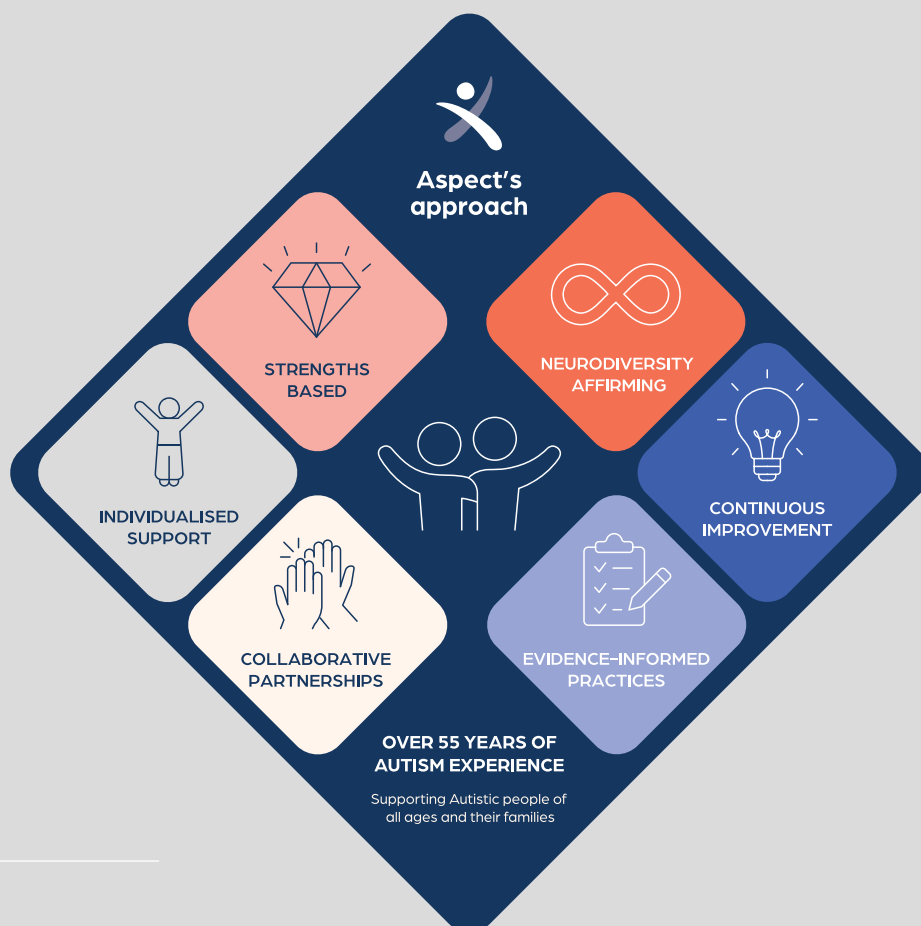 Aspect's
approach
STRENGTHS
BASED
NEURODIVERSITY
AFFIRMING
INDIVIDUALISED
SUPPORT
CONTINUOUS
IMPROVEMENT
COLLABORATIVE
PARTNERSHIPS
EVIDENCE-INFORMED
PRACTICES
OVER 55 YEARS OF
AUTISM EXPERIENCE
Supporting Autistic people of
all ages and their families